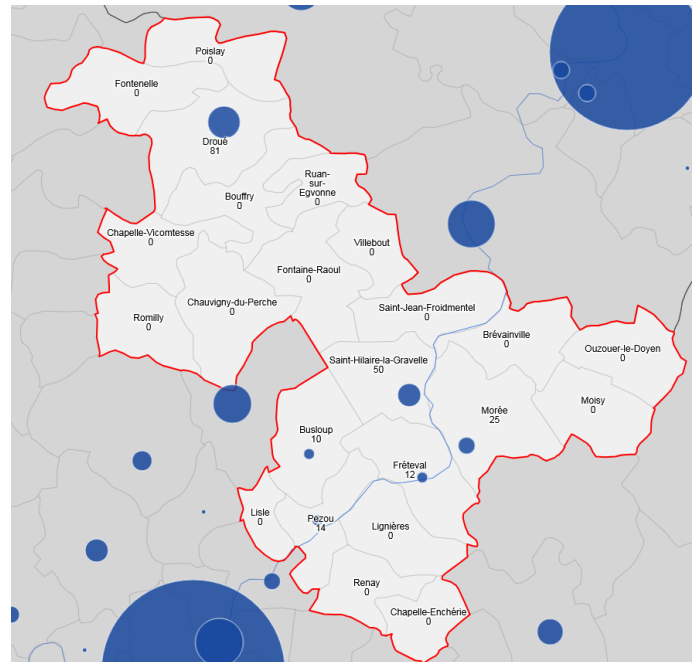 Poislay
0
Fontenelle
0
Droué
81
Ruan-
sur-
Egvonne
0
Bouffry
0
Chapelle-Vicomtesse
0
Villebout
0
Fontaine-Raoul
0
Chauvigny-du-Perche
0
Romilly
0
Saint-Jean-Froidmentel
0
Brévainville
0
Ouzouer-le-Doyen
0
Saint-Hilaire-la-Gravelle
50
Moisy
0
Morée
25
Busloup
10
Fréteval
12
Lisle
0
Pezou
14
Lignières
0
Renay
0
Chapelle-Enchérie
0